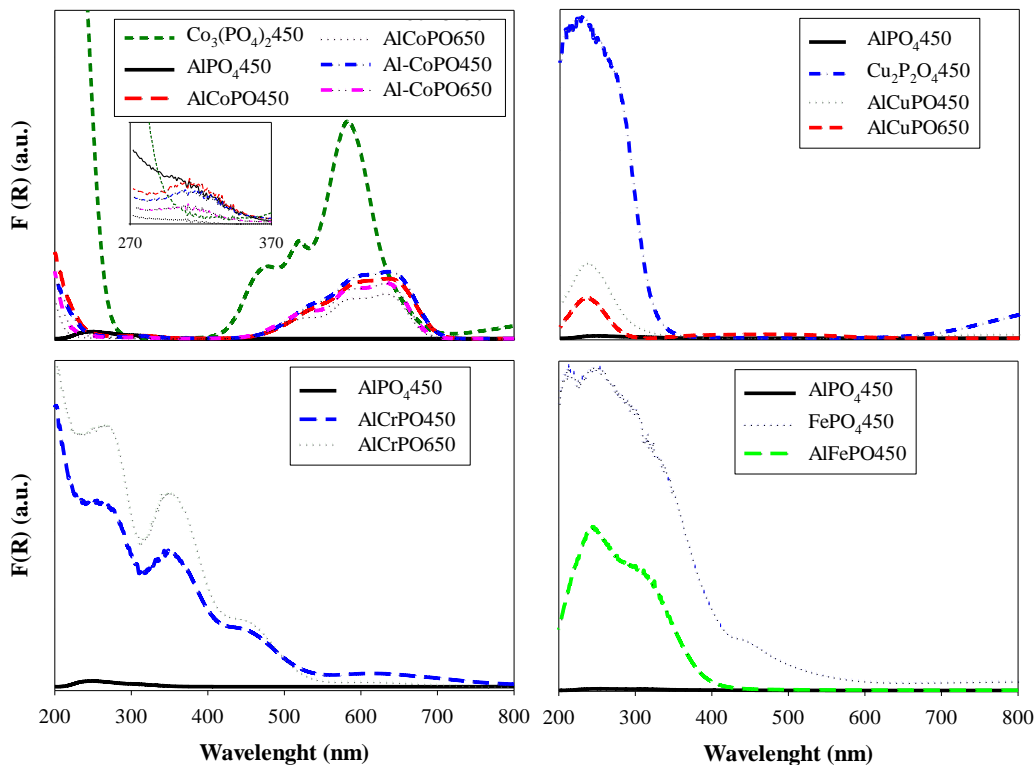 F (R) (a.u.)
Co₃(PO₄)₂450
AlPO₄450
AlCoPO450
AlCoPO650
Al-CoPO450
Al-CoPO650
270
370
AlPO₄450
Cu₂P₂O₄450
AlCuPO450
AlCuPO650
F(R) (a.u.)
AlPO₄450
AlCrPO450
AlCrPO650
200
300
400
500
600
700
800
Wavelenght (nm)
AlPO₄450
FePO₄450
AlFePO450
200
300
400
500
600
700
800
Wavelenght (nm)